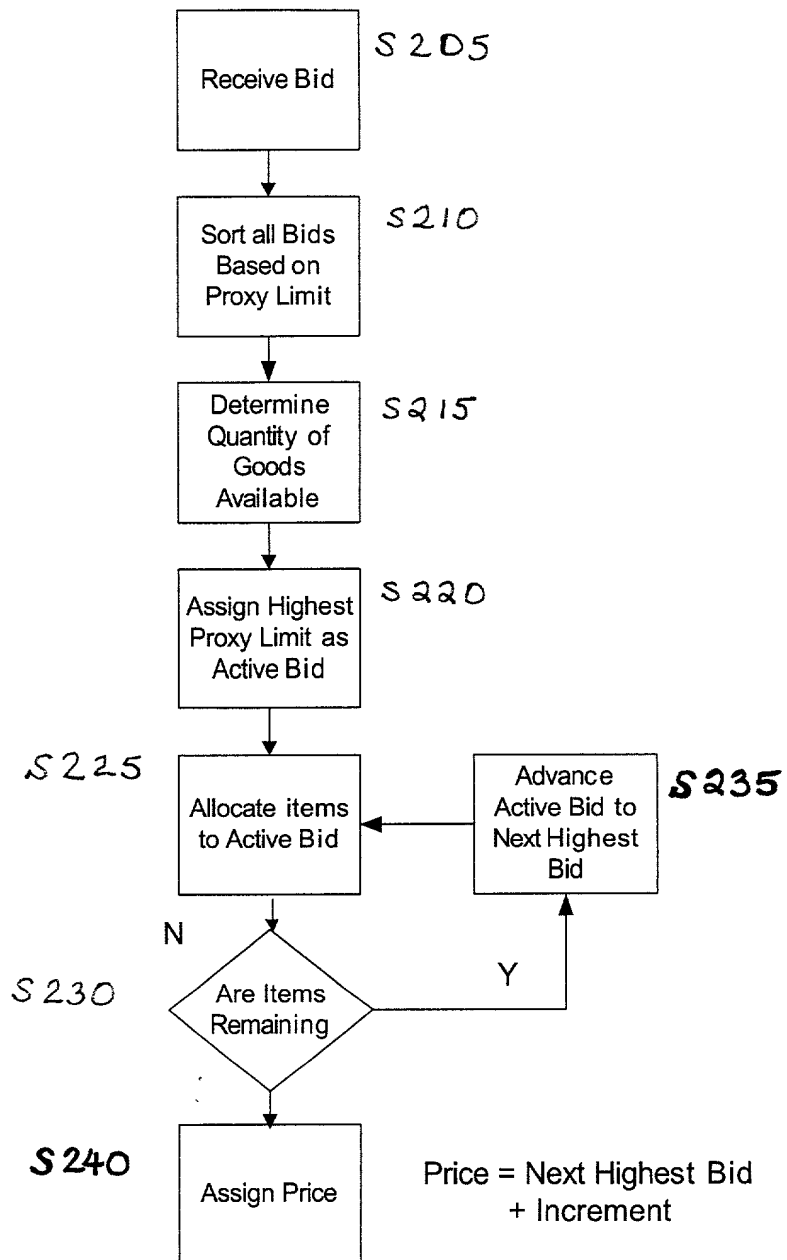 Receive Bid
S205
Sort all Bids
Based on
Proxy Limit
S210
Determine
Quantity of
Goods
Available
S215
Assign Highest
Proxy Limit as
Active Bid
S220
S225
Allocate items
to Active Bid
Advance
Active Bid to
Next Highest
Bid
S235
N
S230
Are Items
Remaining
Y
S240
Assign Price
Price = Next Highest Bid
+ Increment